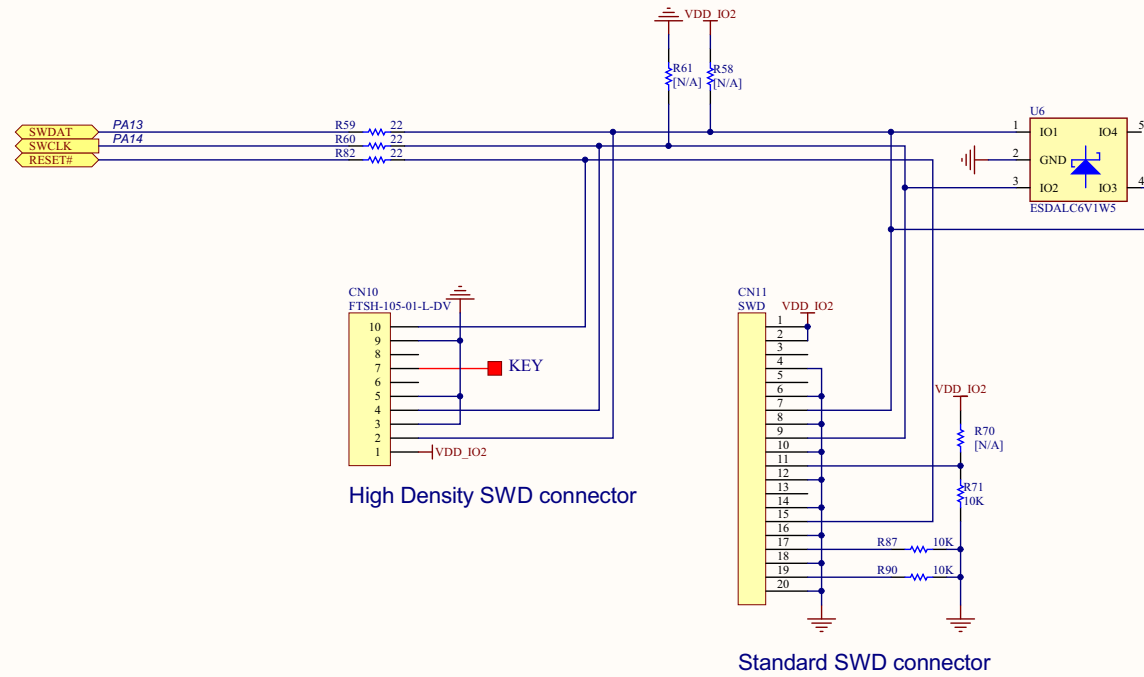 VDD_IO2
R61
R58
[N/A]
[N/A]
U6
SWDAT
PA13
R59
22
1
IO1
IO4
5
SWCLK
PA14
R60
22
RESET#
R82
22
2
GND
3
IO2
IO3
4
ESDALC6V1W5
CN10
FTSH-105-01-L-DV
10
9
8
7
KEY
6
5
4
3
2
1
VDD_IO2
High Density SWD connector
CN11
SWD
VDD_IO2
1
2
3
4
5
6
7
8
9
10
11
12
13
14
15
16
17
18
19
20
VDD_IO2
R70
[N/A]
R71
10K
R87
10K
R90
10K
Standard SWD connector